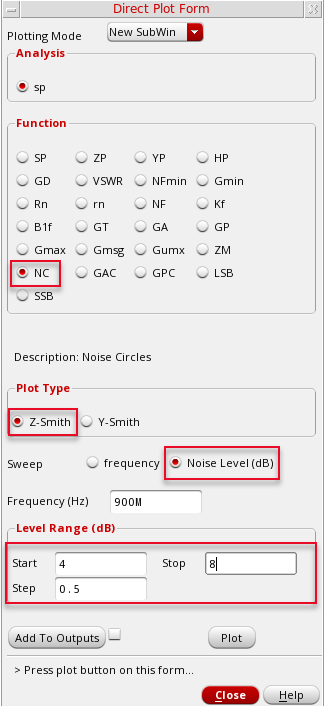 Direct Plot Form
Plotting Mode New SubWin
Analysis
sp
Function
SP ZP YP HP
GD VSWR NFmin Gmin
Rn rn NF Kf
B1f GT GA GP
Gmax Gmsg Gumx ZM
NC GAC GPC LSB
SSB
Description: Noise Circles
Plot Type
Z-Smith Y-Smith
Sweep frequency Noise Level (dB)
Frequency (Hz) 900M
Level Range (dB)
Start 4 Stop 8
Step 0.5
Add To Outputs Plot
> Press plot button on this form...
Close Help